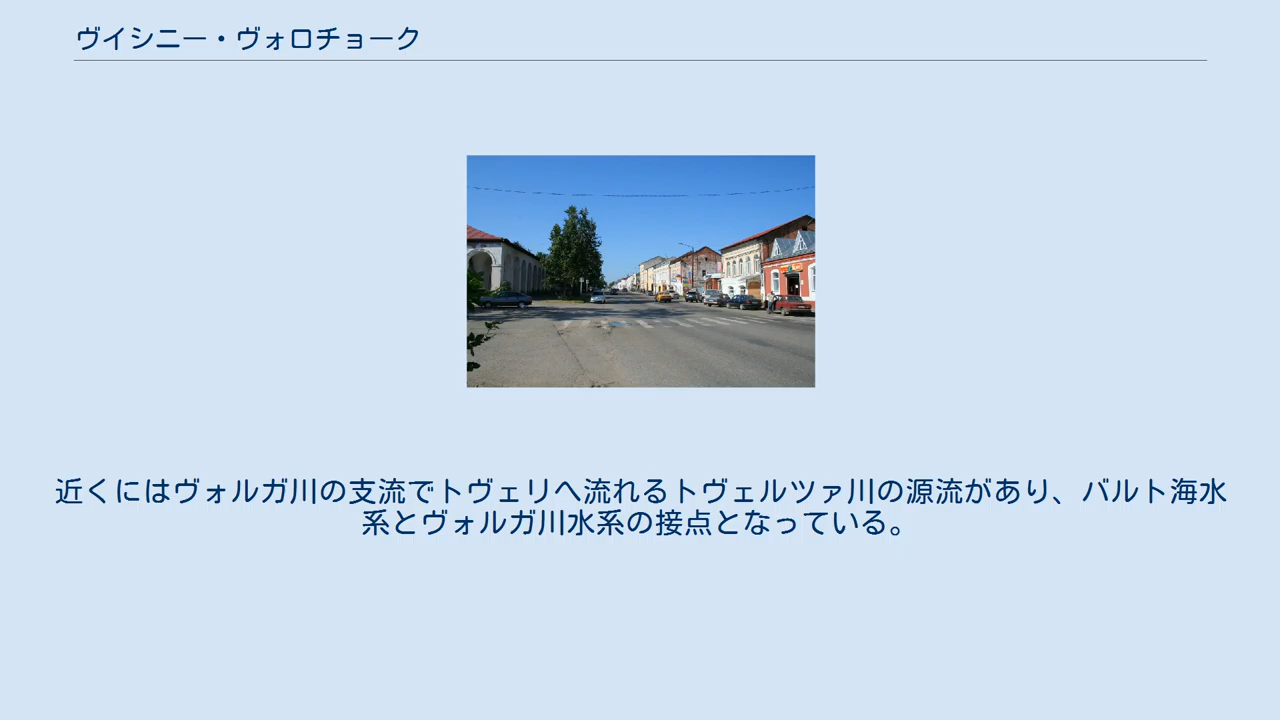 ヴイシニー・ヴォロチョーク
近くにはヴォルガ川の支流でトヴェリへ流れるトヴェルツァ川の源流があり、バルト海水
系とヴォルガ川水系の接点となっている。